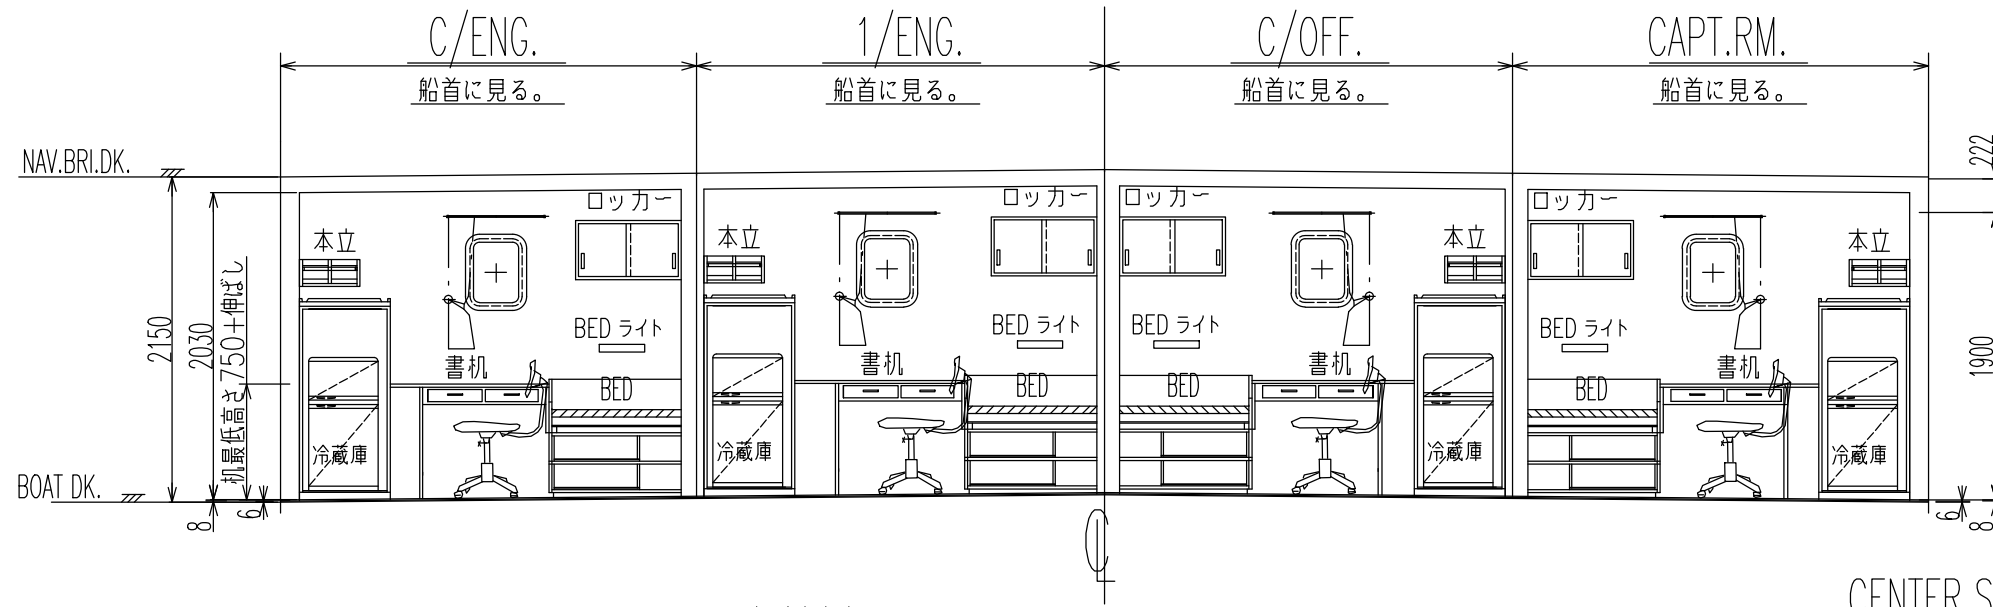 C/ENG.
1/ENG.
C/OFF.
CAPT.RM.
船首に見る。
船首に見る。
船首に見る。
船首に見る。
NAV.BRI.DK.
222
ロッカー
ロッカー
ロッカー
ロッカー
本立
本立
本立
本立
2150
2030
机最低高さ750+伸ばし
1900
BED ライト
BED ライト
BED ライト
BED ライト
書机
書机
書机
書机
BED
BED
BED
BED
冷蔵庫
冷蔵庫
冷蔵庫
冷蔵庫
BOAT DK.
8
6
6
8
CENTER S